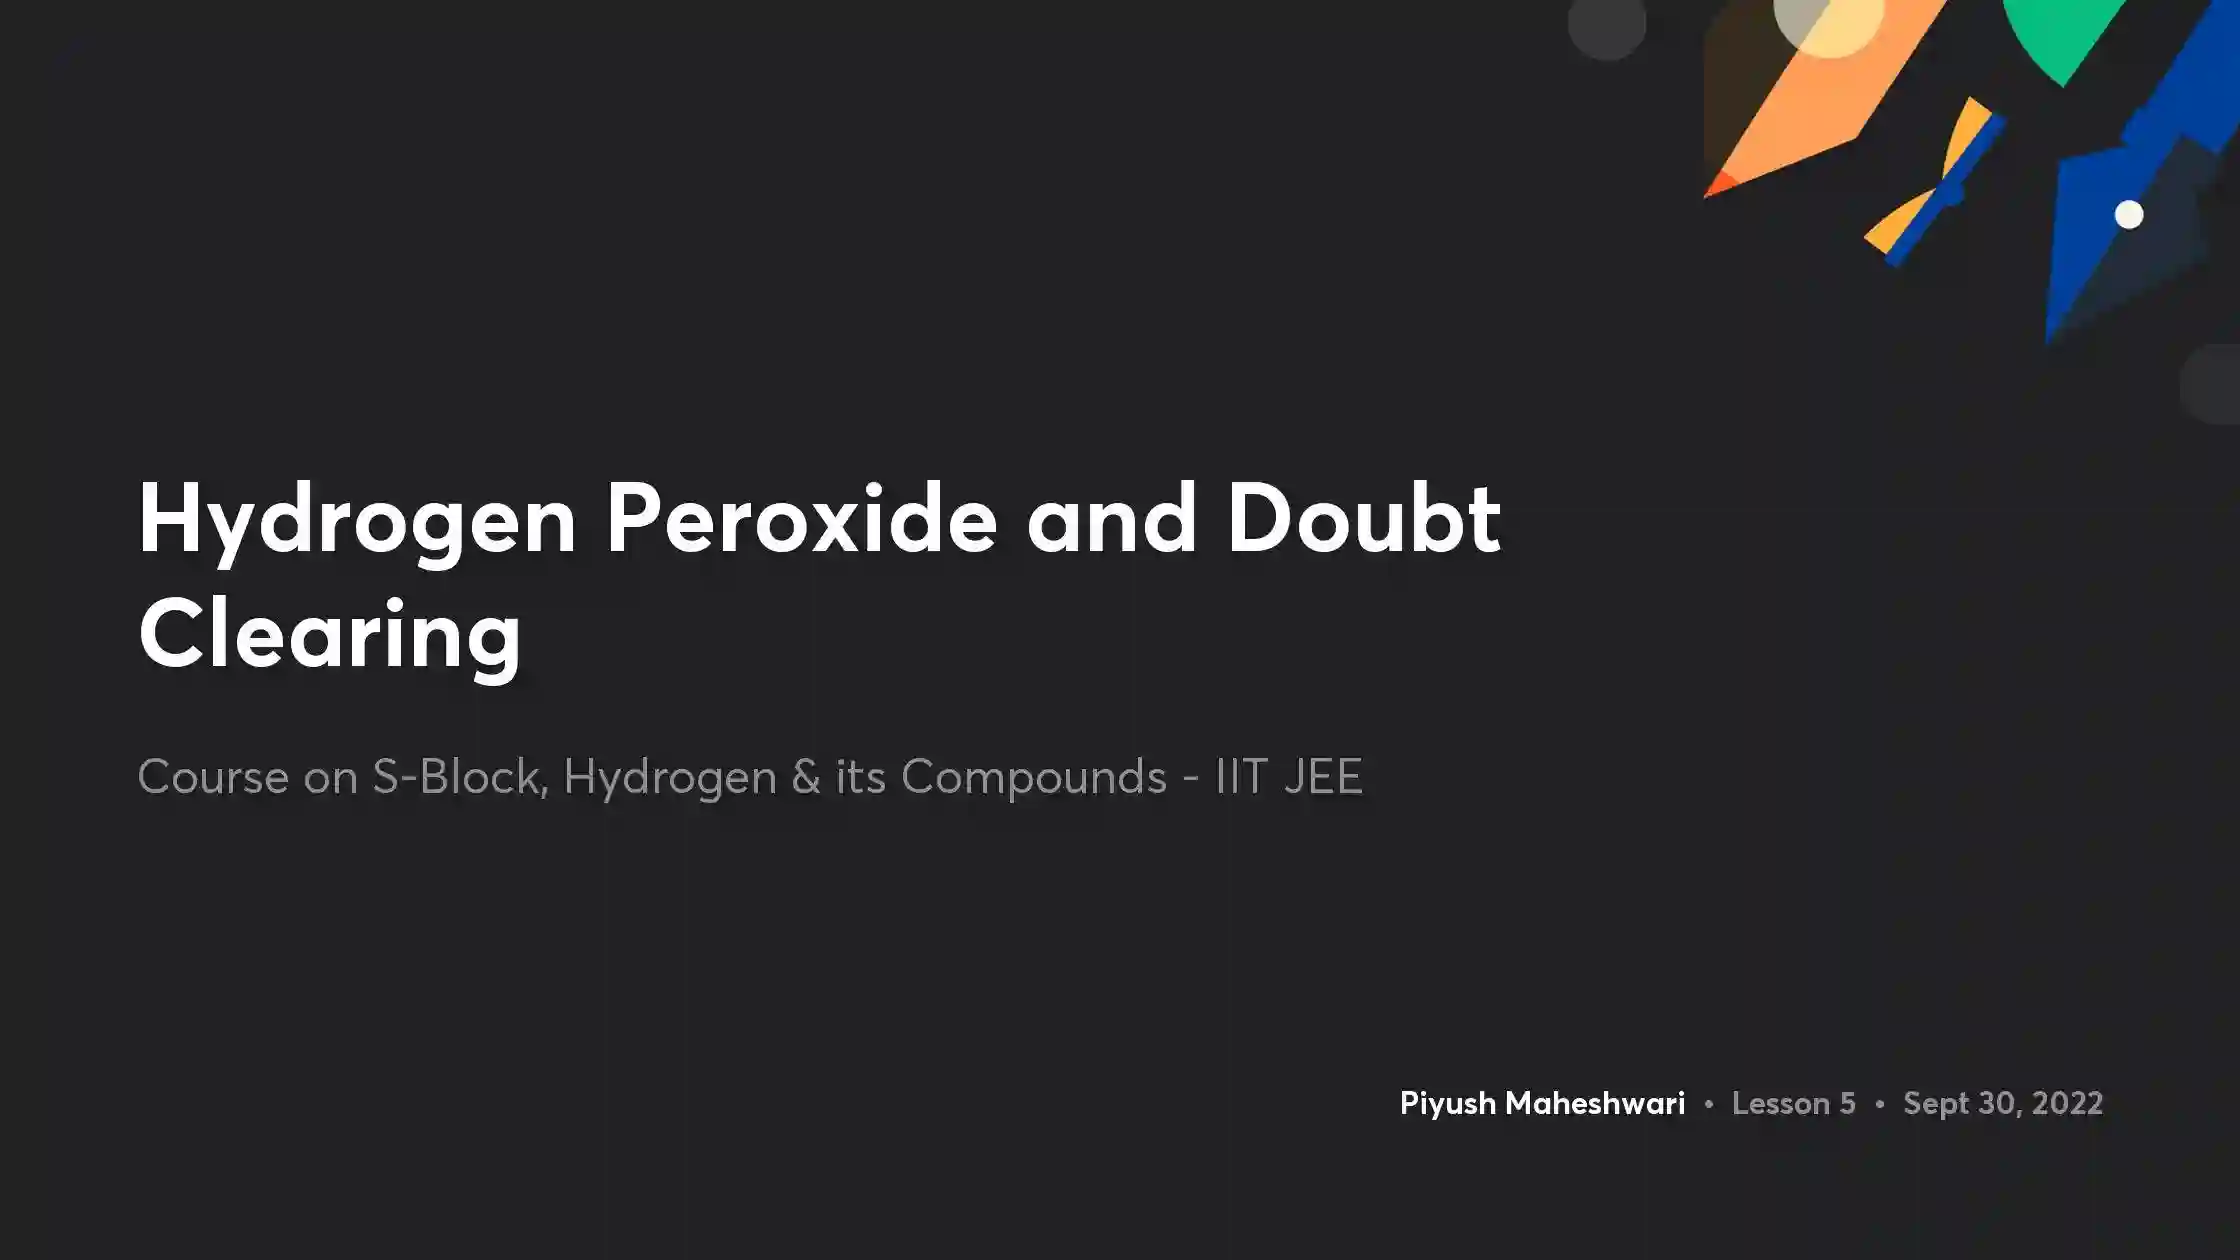 Hydrogen Peroxide and Doubt
Clearing
Course on S-Block, Hydrogen & its Compounds - IIT JEE
Piyush Maheshwari • Lesson 5 • Sept 30, 2022